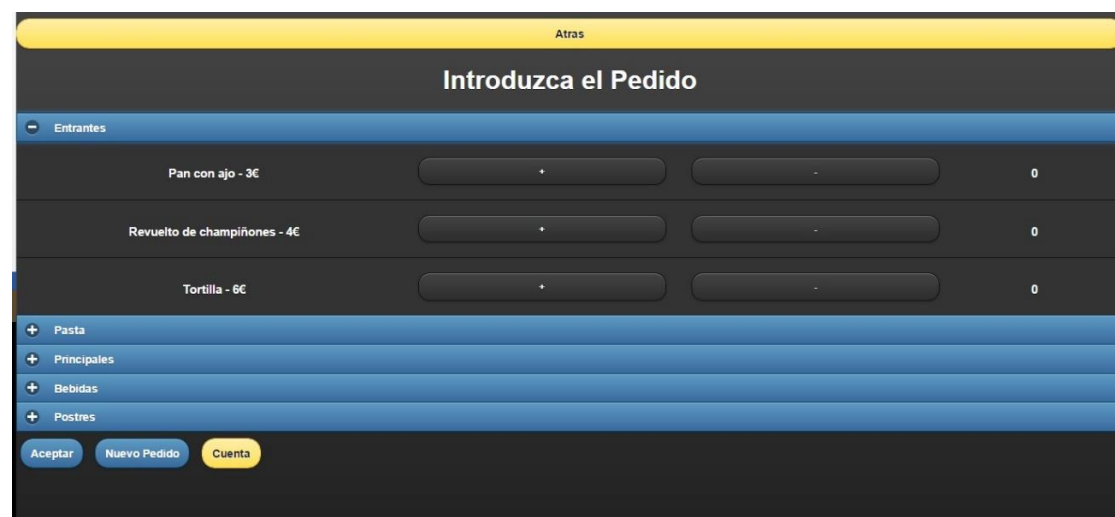 Atras
Introduzca el Pedido
Entrantes
Pan con ajo - 3€ + - 0
Revuelto de champiñones - 4€ + - 0
Tortilla - 6€ + - 0
Pasta
Principales
Bebidas
Postres
Aceptar Nuevo Pedido Cuenta